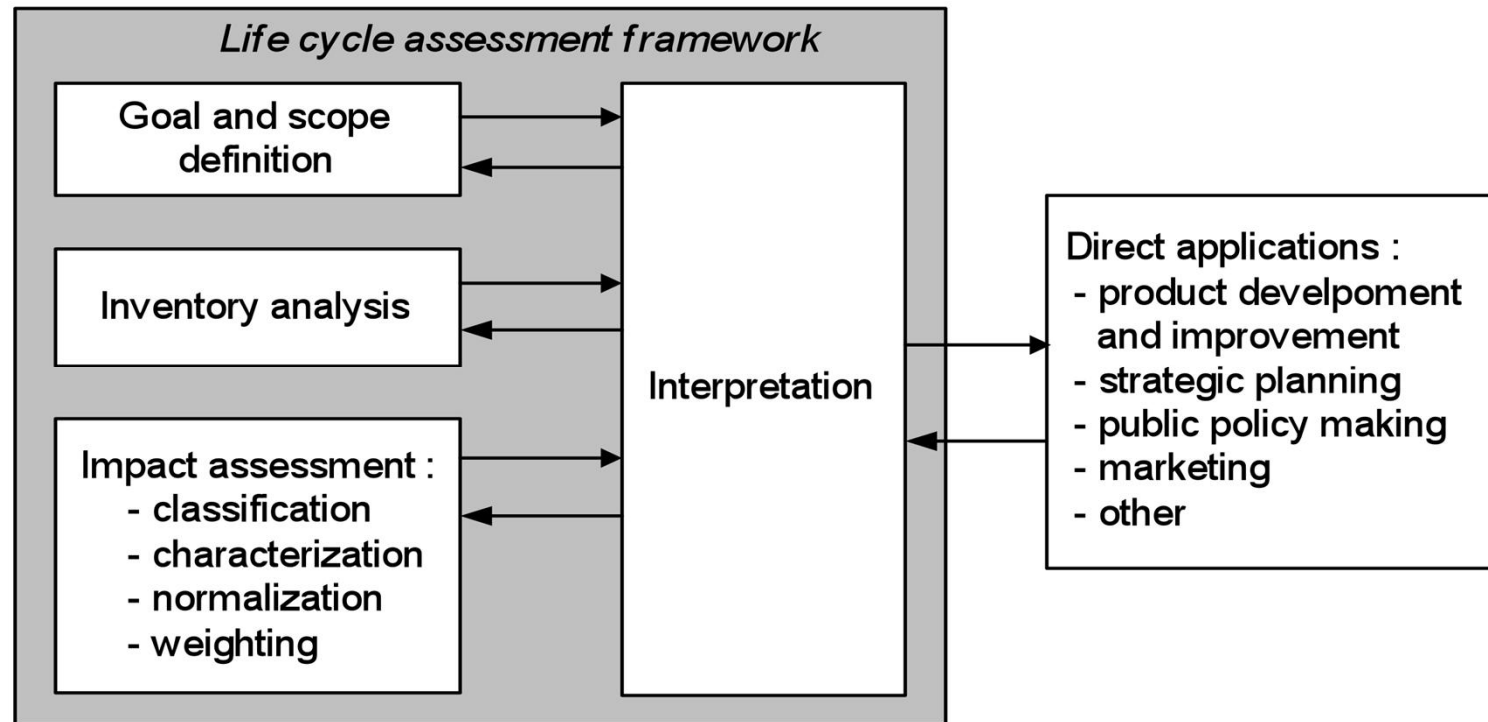 Life cycle assessment framework
Goal and scope
definition
Inventory analysis
Impact assessment :
- classification
- characterization
- normalization
- weighting
Interpretation
Direct applications :
- product develpoment
and improvement
- strategic planning
- public policy making
- marketing
- other